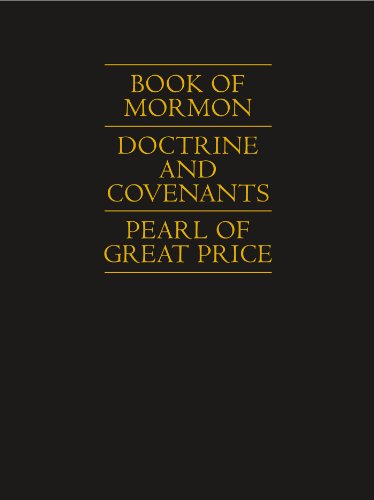 BOOK OF
MORMON
DOCTRINE
AND
COVENANTS
PEARL OF
GREAT PRICE